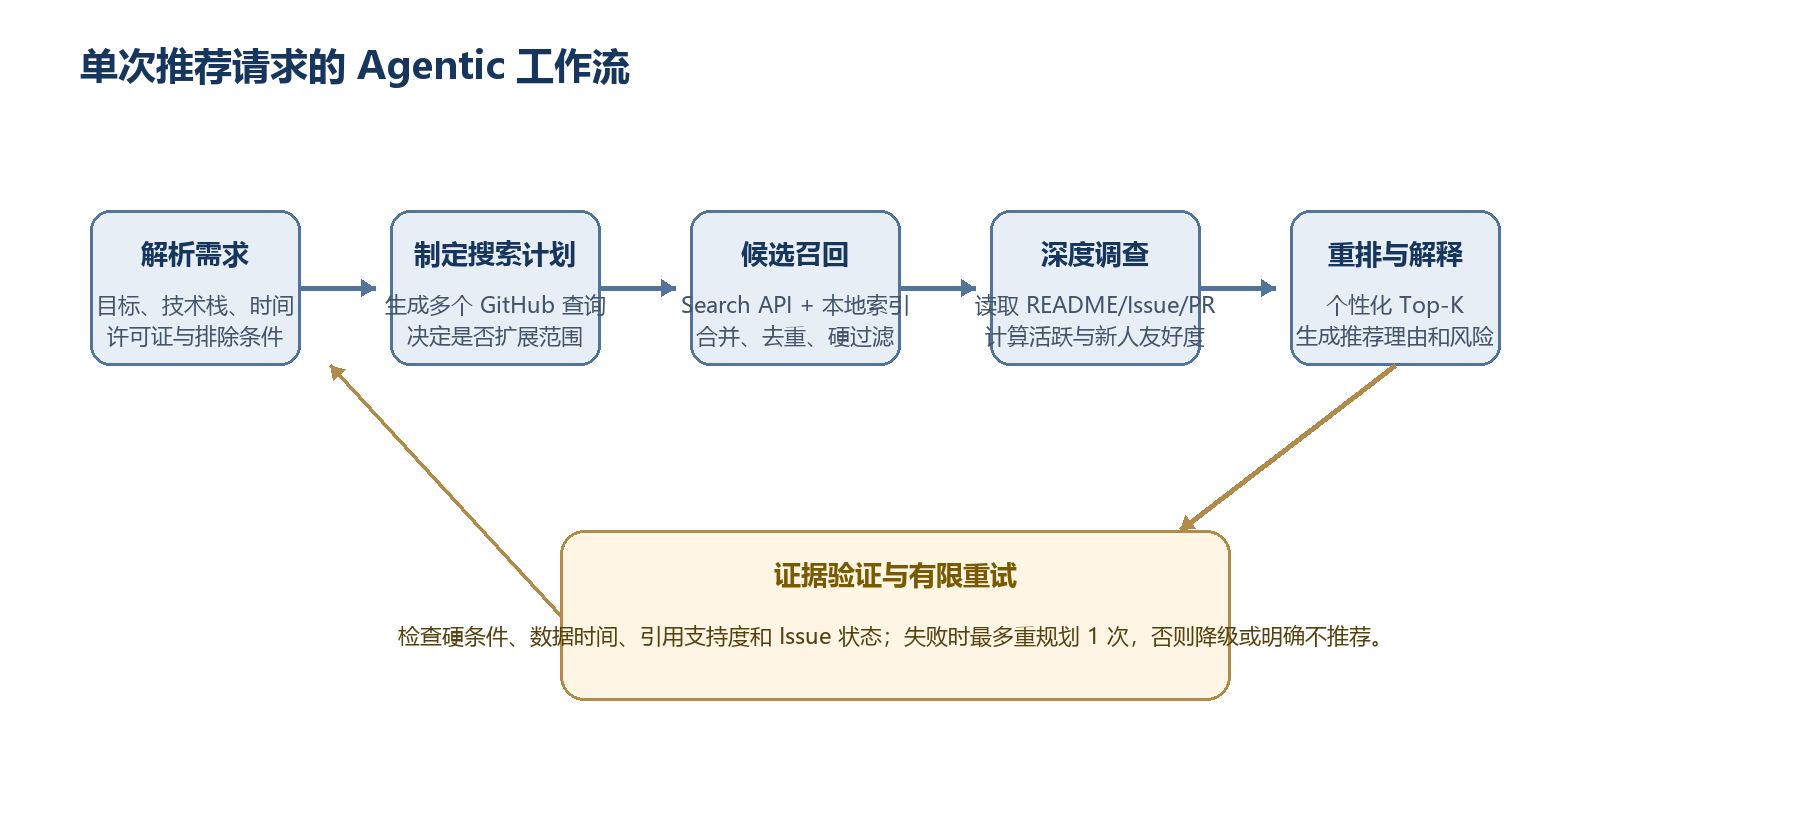 单次推荐请求的 Agentic 工作流
解析需求
目标、技术栈、时间
许可证与排除条件
制定搜索计划
生成多个 GitHub 查询
决定是否扩展范围
候选召回
Search API + 本地索引
合并、去重、硬过滤
深度调查
读取 README/Issue/PR
计算活跃与新人友好度
重排与解释
个性化 Top-K
生成推荐理由和风险
证据验证与有限重试
检查硬条件、数据时间、引用支持度和 Issue 状态；失败时最多重规划 1 次，否则降级或明确不推荐。